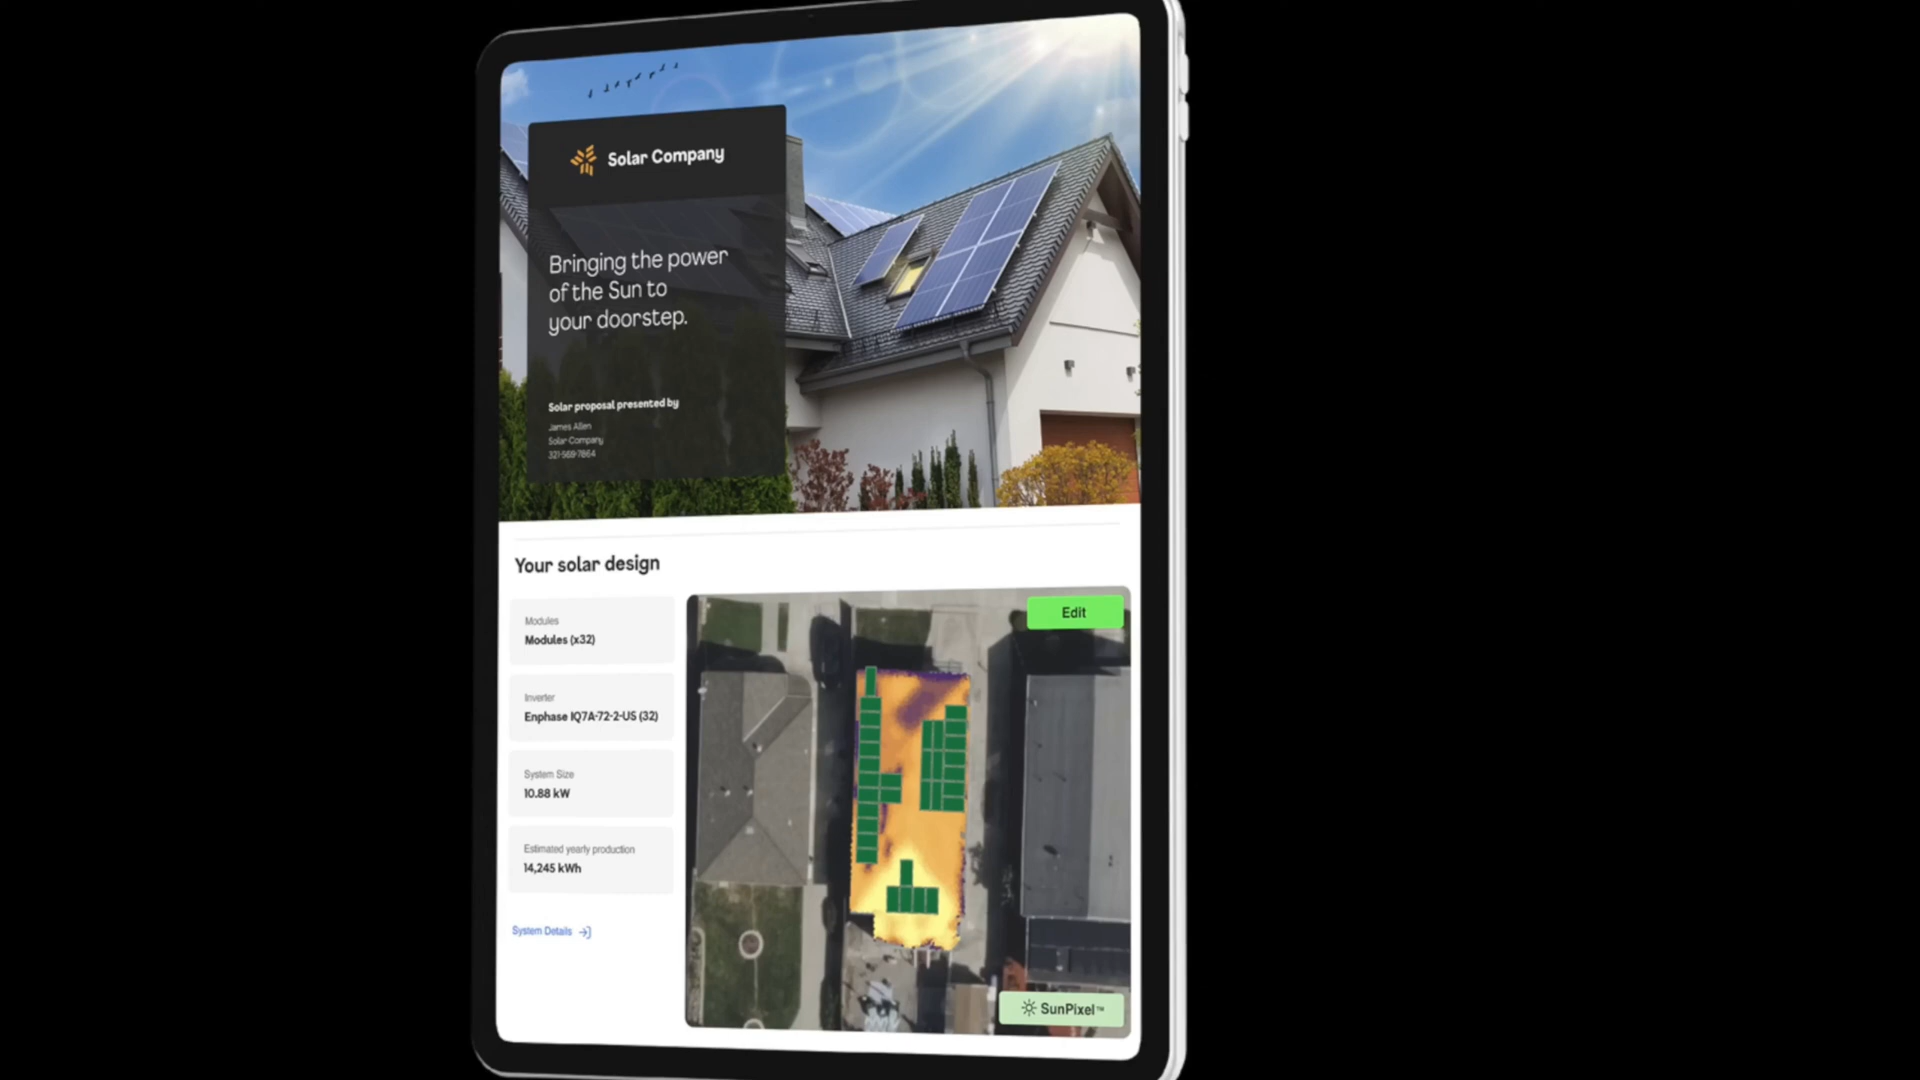 Solar Company
Bringing the power
of the Sun to
your doorstep.
Solar proposal presented by
James Allen
Solar Company
321-569-7864
Your solar design
Modules
Modules (x32)
Inverter
Enphase IQ7A-72-2-US (32)
System Size
10.88 kW
Estimated yearly production
14,245 kWh
System Details
Edit
SunPixel™